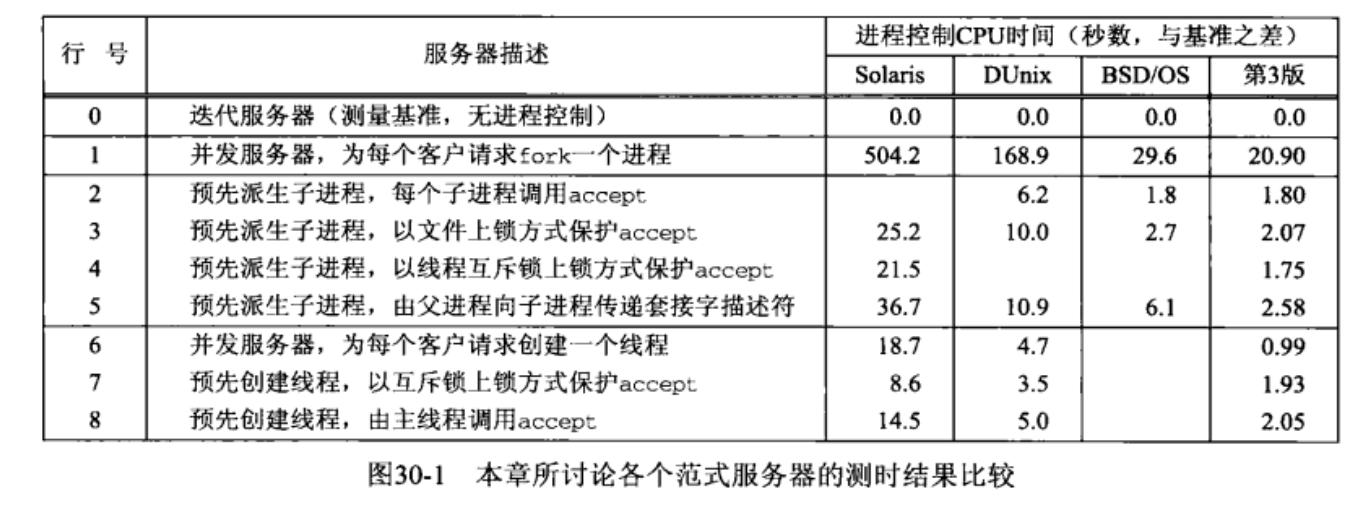 行 号 服务器描述 进程控制CPU时间（秒数，与基准之差）
Solaris DUnix BSD/OS 第3版
0 迭代服务器（测量基准，无进程控制） 0.0 0.0 0.0 0.0
1 并发服务器，为每个客户请求fork一个进程 504.2 168.9 29.6 20.90
2 预先派生子进程，每个子进程调用accept 6.2 1.8 1.80
3 预先派生子进程，以文件上锁方式保护accept 25.2 10.0 2.7 2.07
4 预先派生子进程，以线程互斥锁上锁方式保护accept 21.5 1.75
5 预先派生子进程，由父进程向子进程传递套接字描述符 36.7 10.9 6.1 2.58
6 并发服务器，为每个客户请求创建一个线程 18.7 4.7 0.99
7 预先创建线程，以互斥锁上锁方式保护accept 8.6 3.5 1.93
8 预先创建线程，由主线程调用accept 14.5 5.0 2.05
图30-1 本章所讨论各个范式服务器的测时结果比较